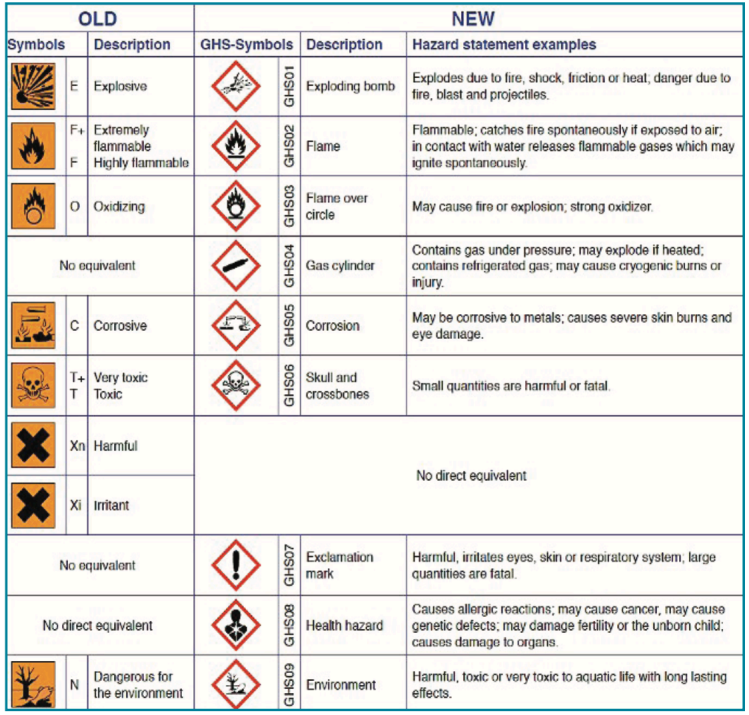 OLD
NEW
Symbols
Description
GHS-Symbols
Description
Hazard statement examples
E
Explosive
GHS01
Exploding bomb
Explodes due to fire, shock, friction or heat; danger due to
fire, blast and projectiles.
F+
Extremely
flammable
F
Highly flammable
GHS02
Flame
Flammable; catches fire spontaneously if exposed to air;
in contact with water releases flammable gases which may
ignite spontaneously.
O
Oxidizing
GHS03
Flame over
circle
May cause fire or explosion; strong oxidizer.
No equivalent
GHS04
Gas cylinder
Contains gas under pressure; may explode if heated;
contains refrigerated gas; may cause cryogenic burns or
injury.
C
Corrosive
GHS05
Corrosion
May be corrosive to metals; causes severe skin burns and
eye damage.
T+
Very toxic
T
Toxic
GHS06
Skull and
crossbones
Small quantities are harmful or fatal.
Xn
Harmful
No direct equivalent
Xi
Irritant
No equivalent
GHS07
Exclamation
mark
Harmful, irritates eyes, skin or respiratory system; large
quantities are fatal.
No direct equivalent
GHS08
Health hazard
Causes allergic reactions; may cause cancer, may cause
genetic defects; may damage fertility or the unborn child;
causes damage to organs.
N
Dangerous for
the environment
GHS09
Environment
Harmful, toxic or very toxic to aquatic life with long lasting
effects.